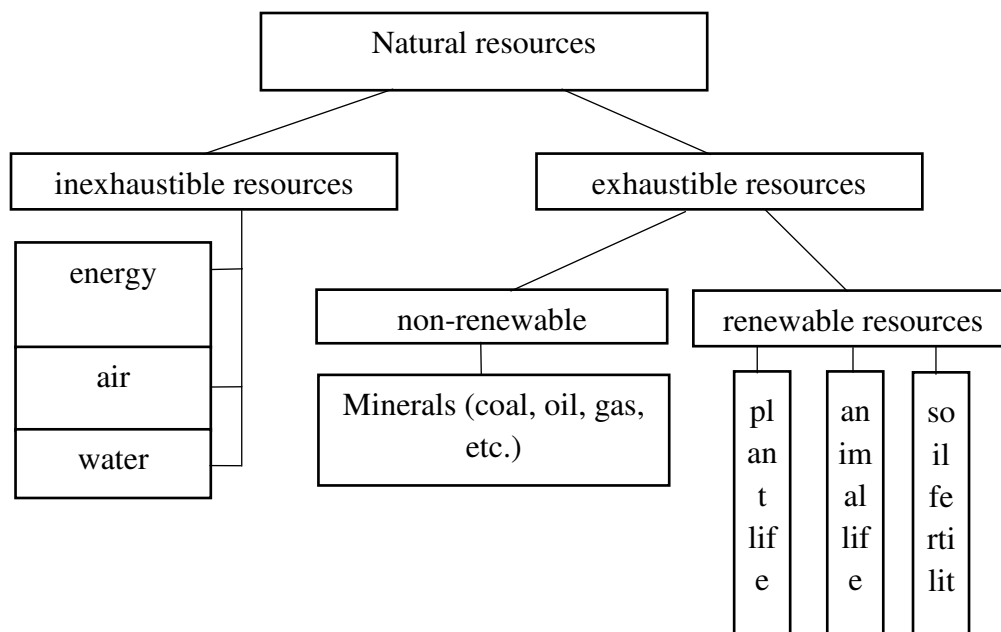 Natural resources
inexhaustible resources
exhaustible resources
energy
air
water
non-renewable
renewable resources
Minerals (coal, oil, gas,
etc.)
pl
an
t
lif
e
an
im
al
lif
e
so
il
fe
rti
lit